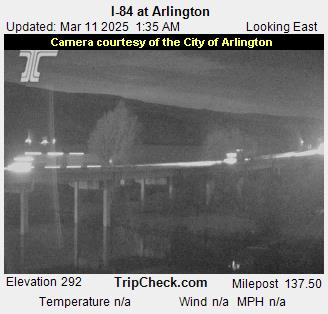 I-84 at Arlington
Updated: Mar 11 2025 1:35 AM Looking East
Camera courtesy of the City of Arlington
Elevation 292 TripCheck.com Milepost 137.50
Temperature n/a Wind n/a MPH n/a